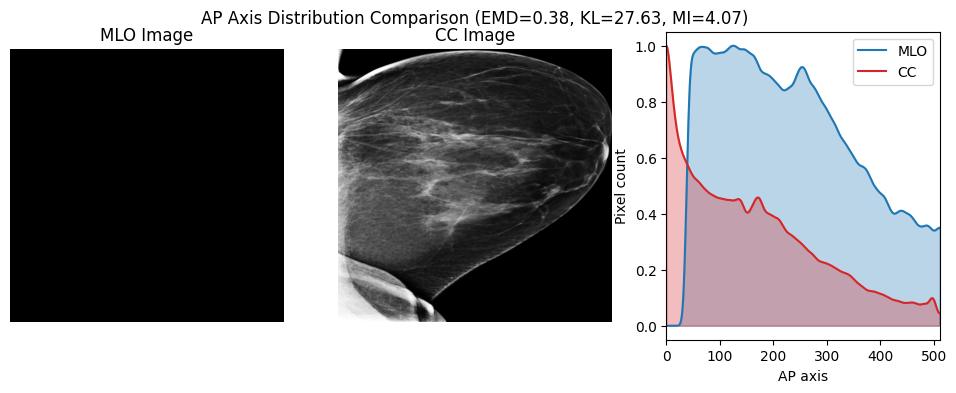 AP Axis Distribution Comparison (EMD=0.38, KL=27.63, MI=4.07)
MLO Image
CC Image
MLO
CC
Pixel count
1.0
0.8
0.6
0.4
0.2
0.0
0 100 200 300 400 500
AP axis